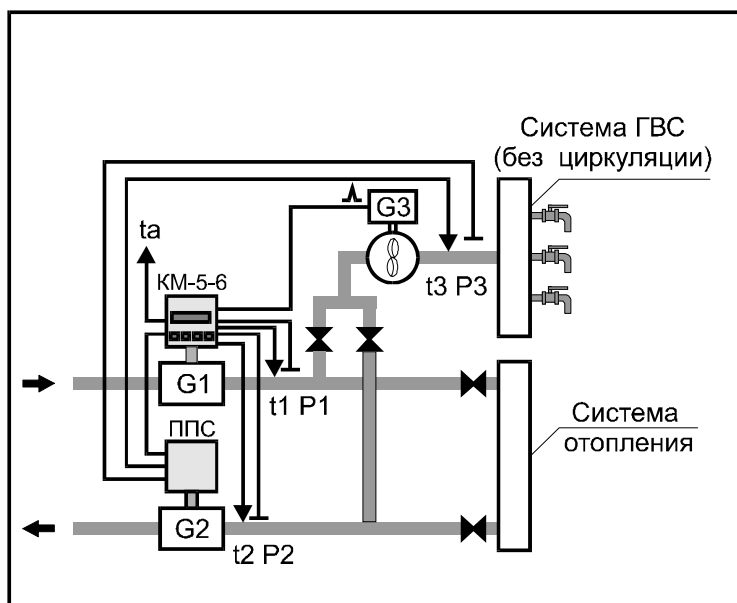 Система ГВС
(без циркуляции)
G3
ta
КМ-5-6
t3 P3
G1
t1 P1
ППС
Система
отопления
G2
t2 P2